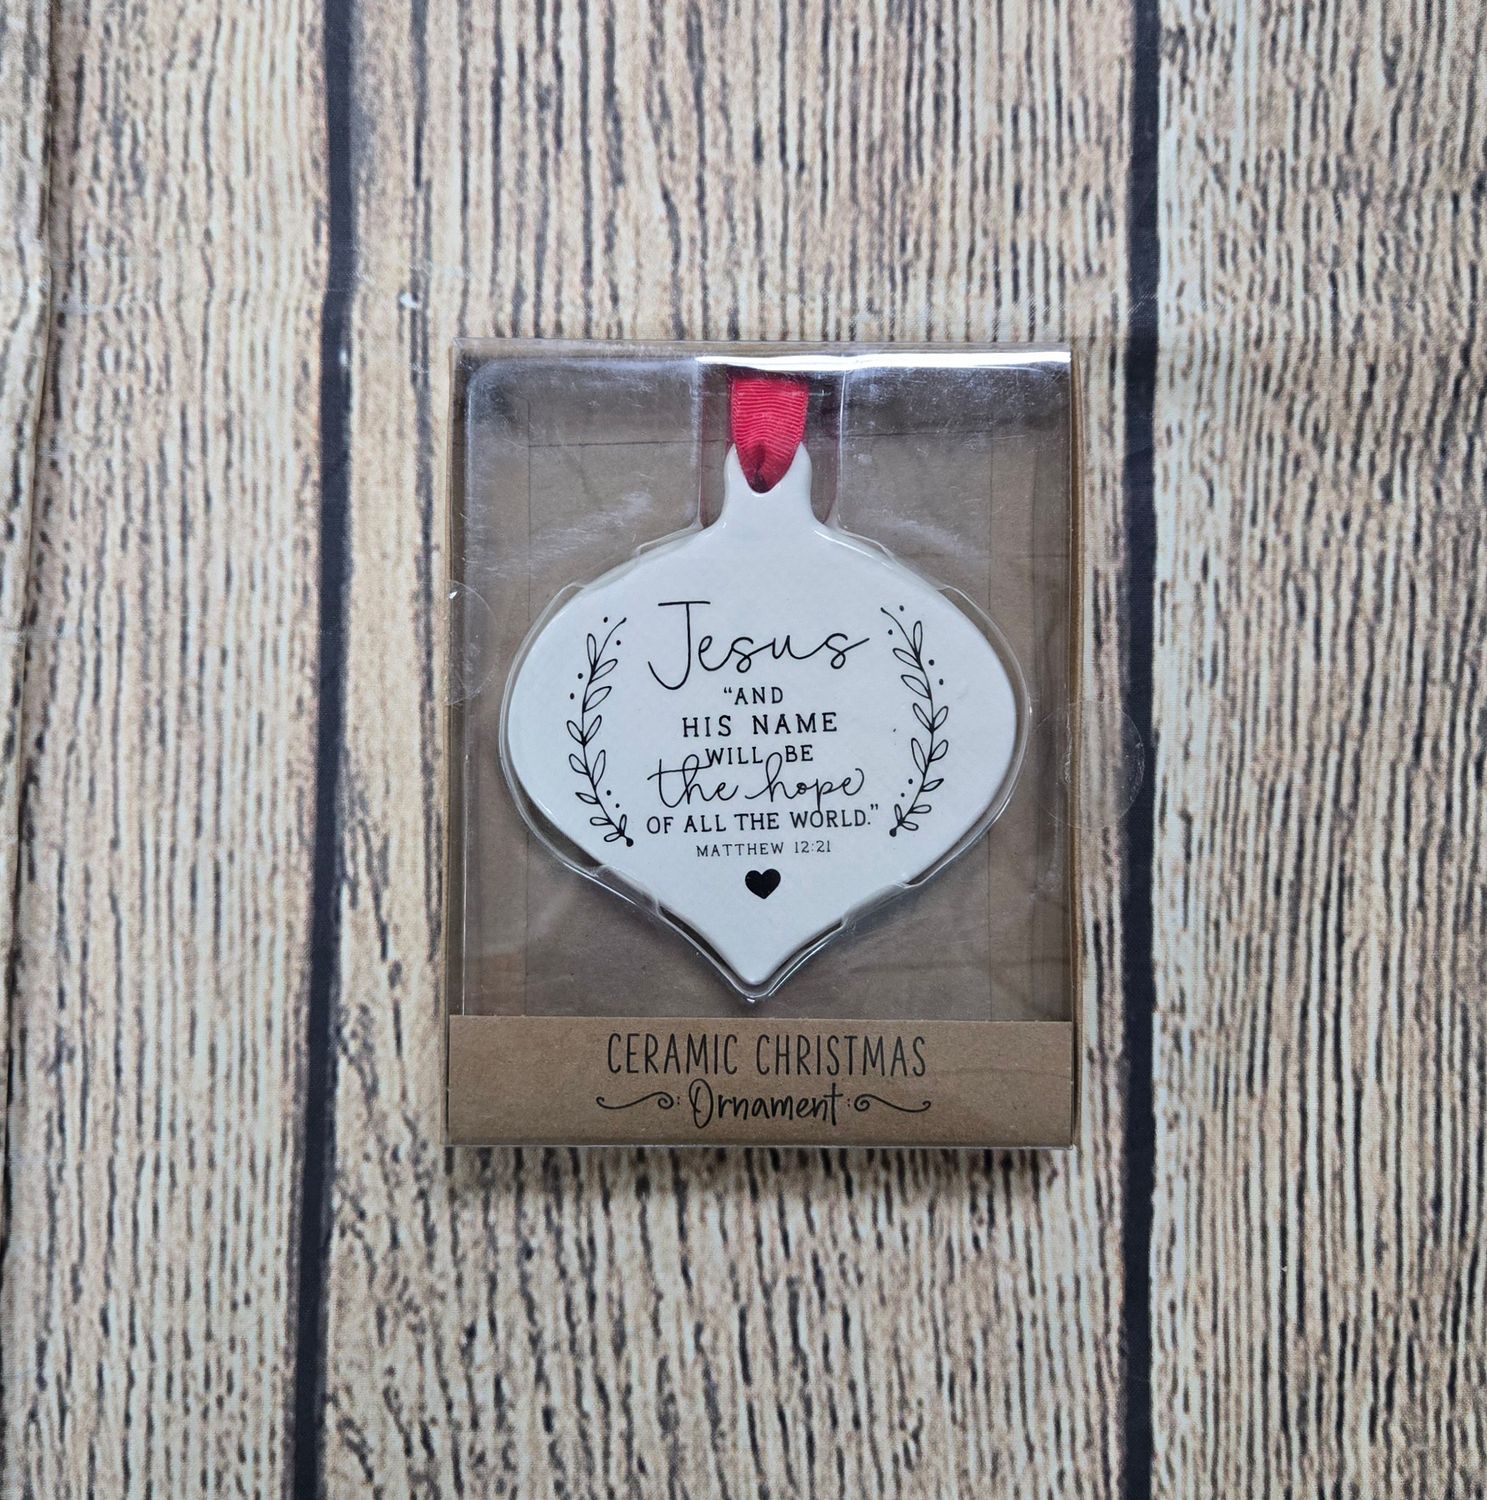 Jesus
“AND
HIS NAME
WILL BE
the hope
OF ALL THE WORLD.”
MATTHEW 12:21
CERAMIC CHRISTMAS
Ornament